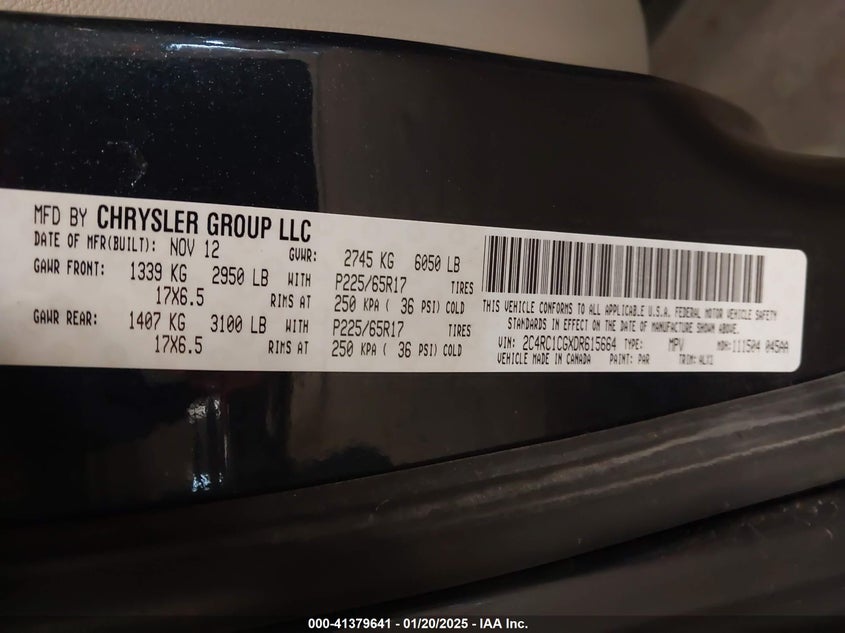 MFD BY CHRYSLER GROUP LLC
DATE OF MFR(BUILT): NOV 12 GVWR: 2745 KG 6050 LB
GAWR FRONT: 1339 KG 2950 LB WITH P225/65R17 TIRES
17X6.5 RIMS AT 250 KPA ( 36 PSI) COLD
GAWR REAR: 1407 KG 3100 LB WITH P225/65R17 TIRES
17X6.5 RIMS AT 250 KPA ( 36 PSI) COLD
THIS VEHICLE CONFORMS TO ALL APPLICABLE U.S.A. FEDERAL MOTOR VEHICLE SAFETY
STANDARDS IN EFFECT ON THE DATE OF MANUFACTURE SHOWN ABOVE.
VIN: 2C4RC1CGXDR615664 TYPE: MPV MDH: 111504 045AA
VEHICLE MADE IN CANADA PAINT: PAR TRIM: ALX1
000-41379641 — 01/20/2025 — IAA Inc.